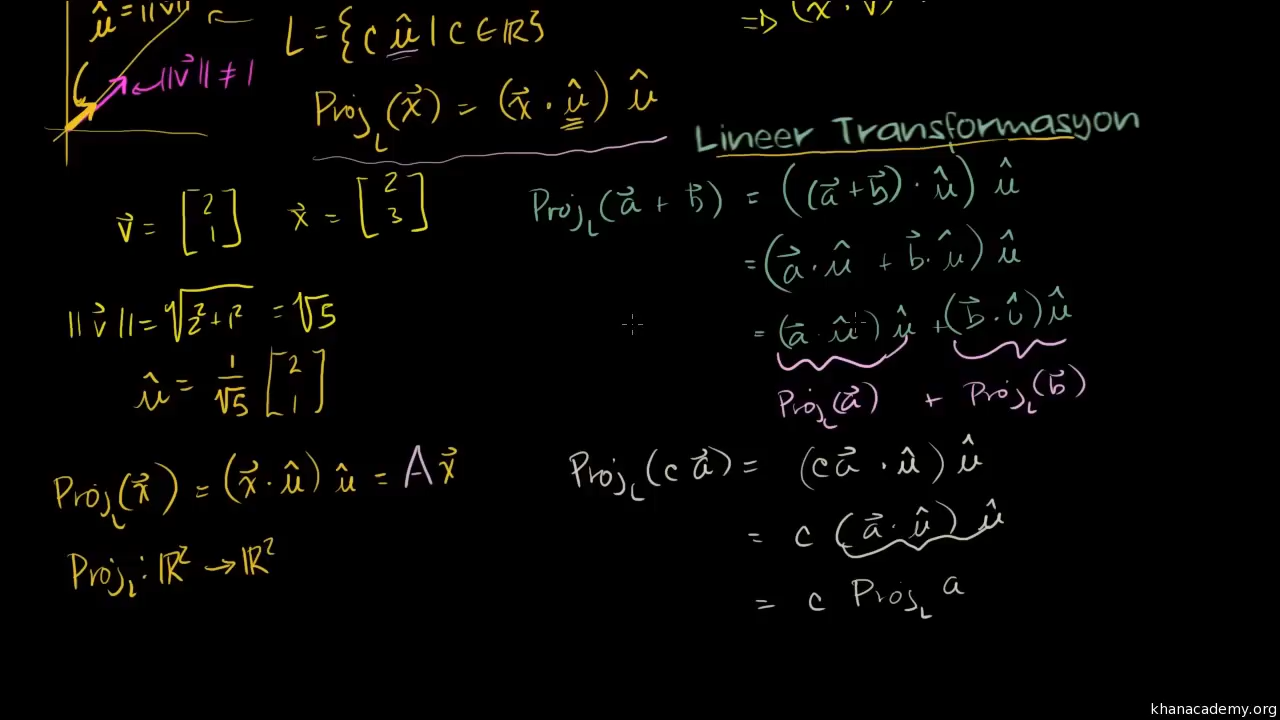 û = ||v||
L = {c û | c ∈ ℝ}
=> (x · v)
||v⃗|| ≠ 1
Proj_L(x⃗) = (x⃗ · û) û
Lineer Transformasyon
v⃗ = [2 1] x⃗ = [2 3]
Proj_L(a⃗ + b⃗) = ((a⃗ + b⃗) · û) û
= (a⃗ · û + b⃗ · û) û
||v⃗|| = √2² + 1² = √5
= (a⃗ · û) û + (b⃗ · û) û
û = 1/√5 [2 1]
Proj_L(a⃗) + Proj_L(b⃗)
Proj_L(x⃗) = (x⃗ · û) û = A x⃗
Proj_L(c a⃗) = (c a⃗ · û) û
= c (a⃗ · û) û
Proj_L : ℝ² → ℝ²
= c Proj_L a
khanacademy.org